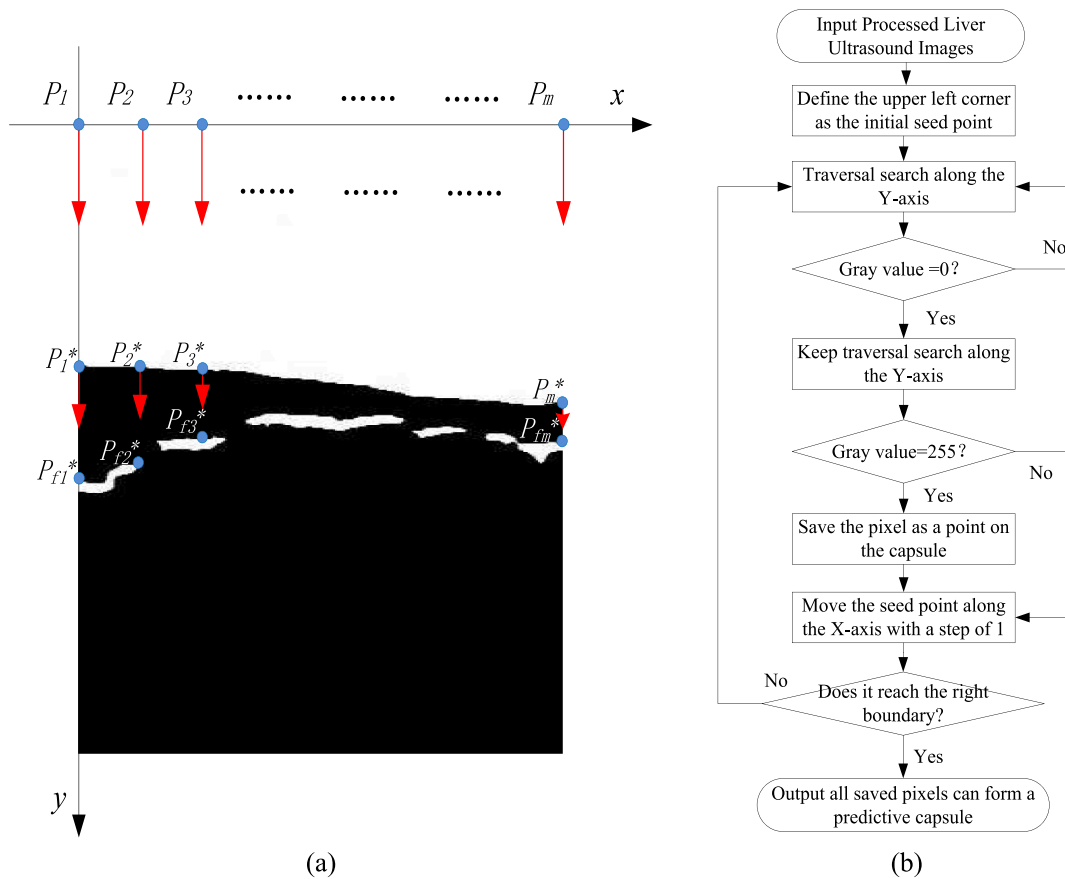 P1 P2 P3 ...... ...... ...... Pm x
...... ...... ......
P1* P2* P3* Pm*
Pf1* Pf2* Pf3* Pfm*
y
(a)
Input Processed Liver
Ultrasound Images
Define the upper left corner
as the initial seed point
Traversal search along the
Y-axis
No
Gray value =0?
Yes
Keep traversal search along
the Y-axis
Gray value=255?
No
Yes
Save the pixel as a point on
the capsule
Move the seed point along
the X-axis with a step of 1
No
Does it reach the right
boundary?
Yes
Output all saved pixels can form a
predictive capsule
(b)